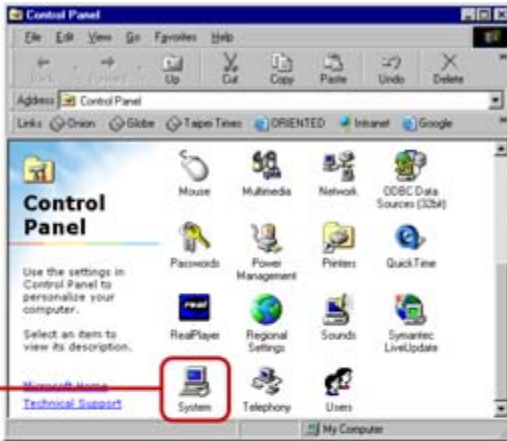 Control Panel
File Edit View Go Favorites Help
Back Forward Up Cut Copy Paste Undo Delete
Address Control Panel
Links Onion Globe Taipei Times ORIENTED Intranet Google
Control Panel
Use the settings in
Control Panel to
personalize your
computer.
Select an item to
view its description.
Microsoft Home
Technical Support
Mouse
Multimedia
Network
ODBC Data
Sources (32bit)
Passwords
Power
Management
Printers
QuickTime
real
RealPlayer
Regional
Settings
Sounds
Symantec
LiveUpdate
System
Telephony
Users
My Computer